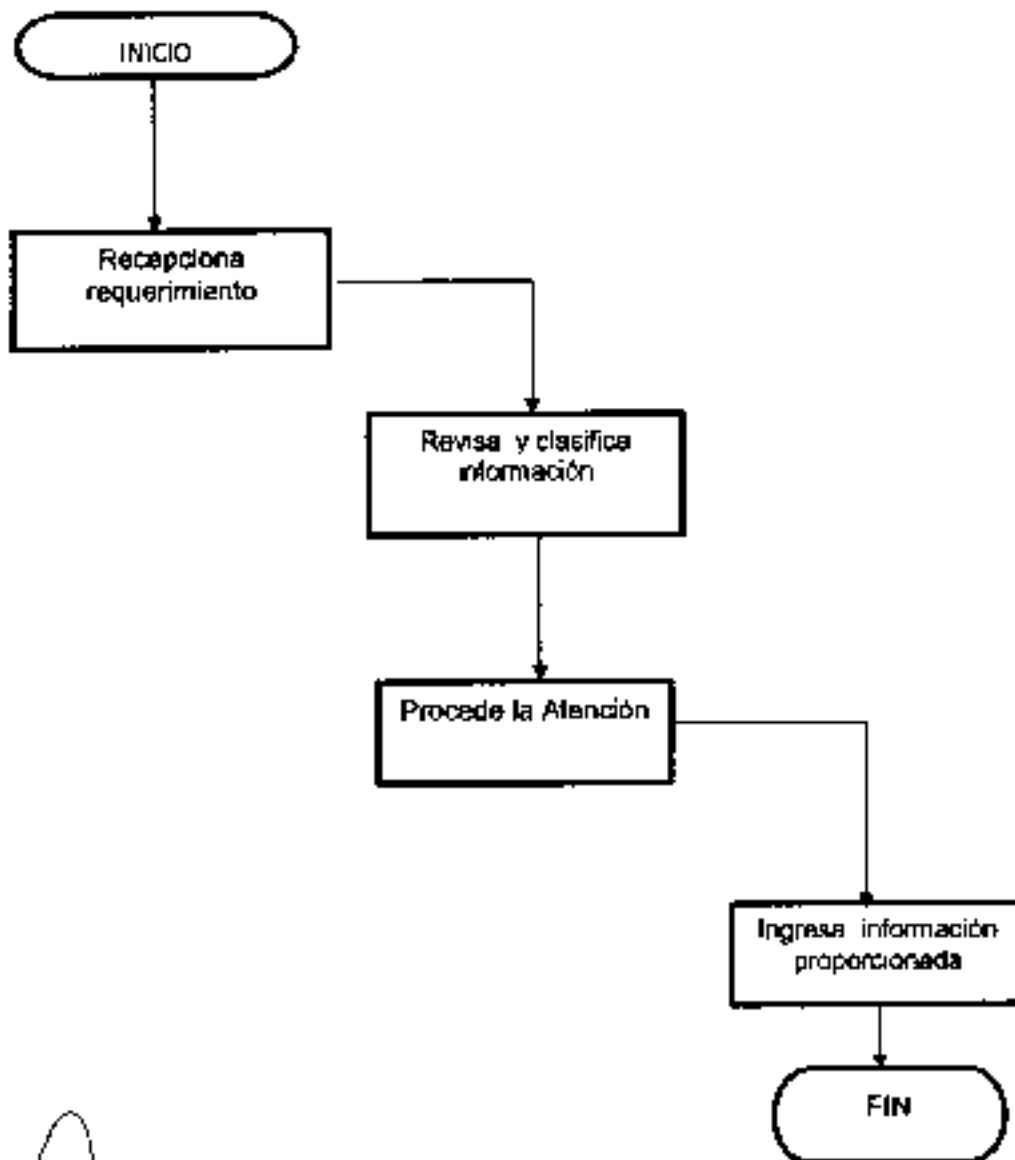 INICIO
Recepciona
requerimiento
Revisa y clasifica
información
Procede la Atención
Ingresa información
proporcionada
FIN